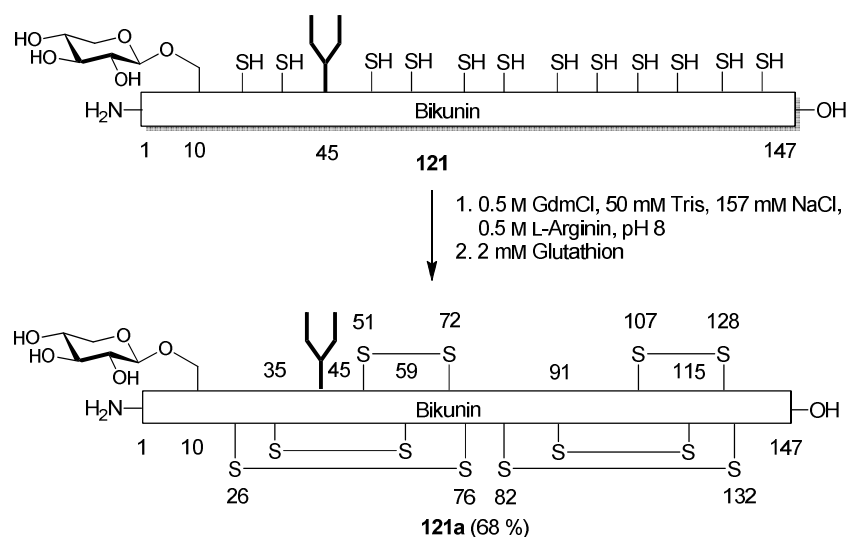 HO
O
O
HO
OH
SH SH SH SH SH SH SH SH SH SH SH SH
H₂N Bikunin OH
1 10 45 121 147
1. 0.5 M GdmCl, 50 mM Tris, 157 mM NaCl,
0.5 M L-Arginin, pH 8
2. 2 mM Glutathion
51 72 107 128
HO
O
O
HO
OH
S S S S
35 45 59 91 115
H₂N Bikunin OH
1 10 147
S S S S
S S S S
26 76 82 132
121a (68 %)